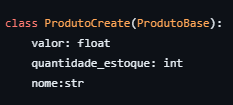 class ProdutoCreate(ProdutoBase):
    valor: float
    quantidade_estoque: int
    nome:str